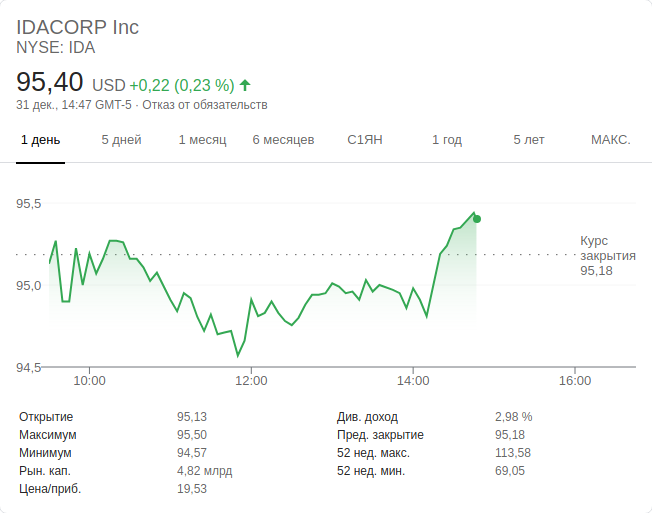 IDACORP Inc
NYSE: IDA
95,40 USD +0,22 (0,23 %)
31 дек., 14:47 GMT-5 · Отказ от обязательств
1 день 5 дней 1 месяц 6 месяцев С1ЯН 1 год 5 лет МАКС.
95,5
95,0
94,5
Курс
закрытия
95,18
10:00 12:00 14:00 16:00
Открытие 95,13
Максимум 95,50
Минимум 94,57
Рын. кап. 4,82 млрд
Цена/приб. 19,53
Див. доход 2,98 %
Пред. закрытие 95,18
52 нед. макс. 113,58
52 нед. мин. 69,05